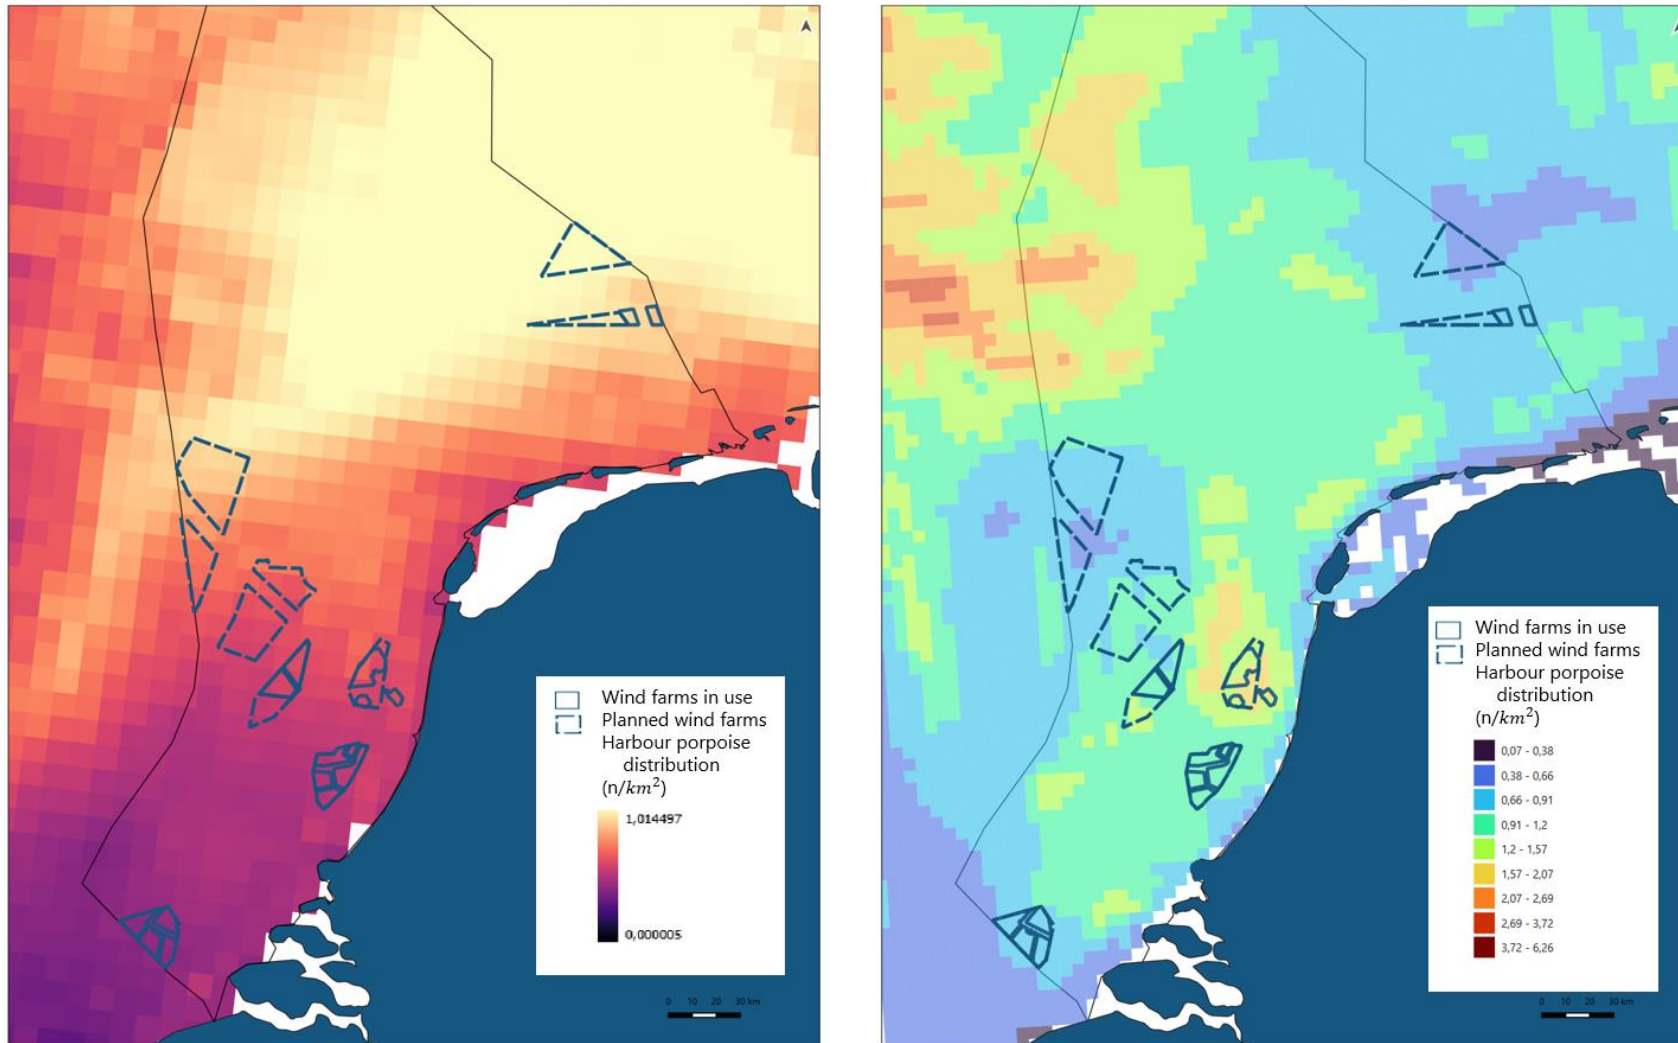 Wind farms in use
Planned wind farms
Harbour porpoise
distribution
(n/km²)
1,014497
0,000005
0 10 20 30 km
Wind farms in use
Planned wind farms
Harbour porpoise
distribution
(n/km²)
0,07 - 0,38
0,38 - 0,66
0,66 - 0,91
0,91 - 1,2
1,2 - 1,57
1,57 - 2,07
2,07 - 2,69
2,69 - 3,72
3,72 - 6,26
0 10 20 30 km